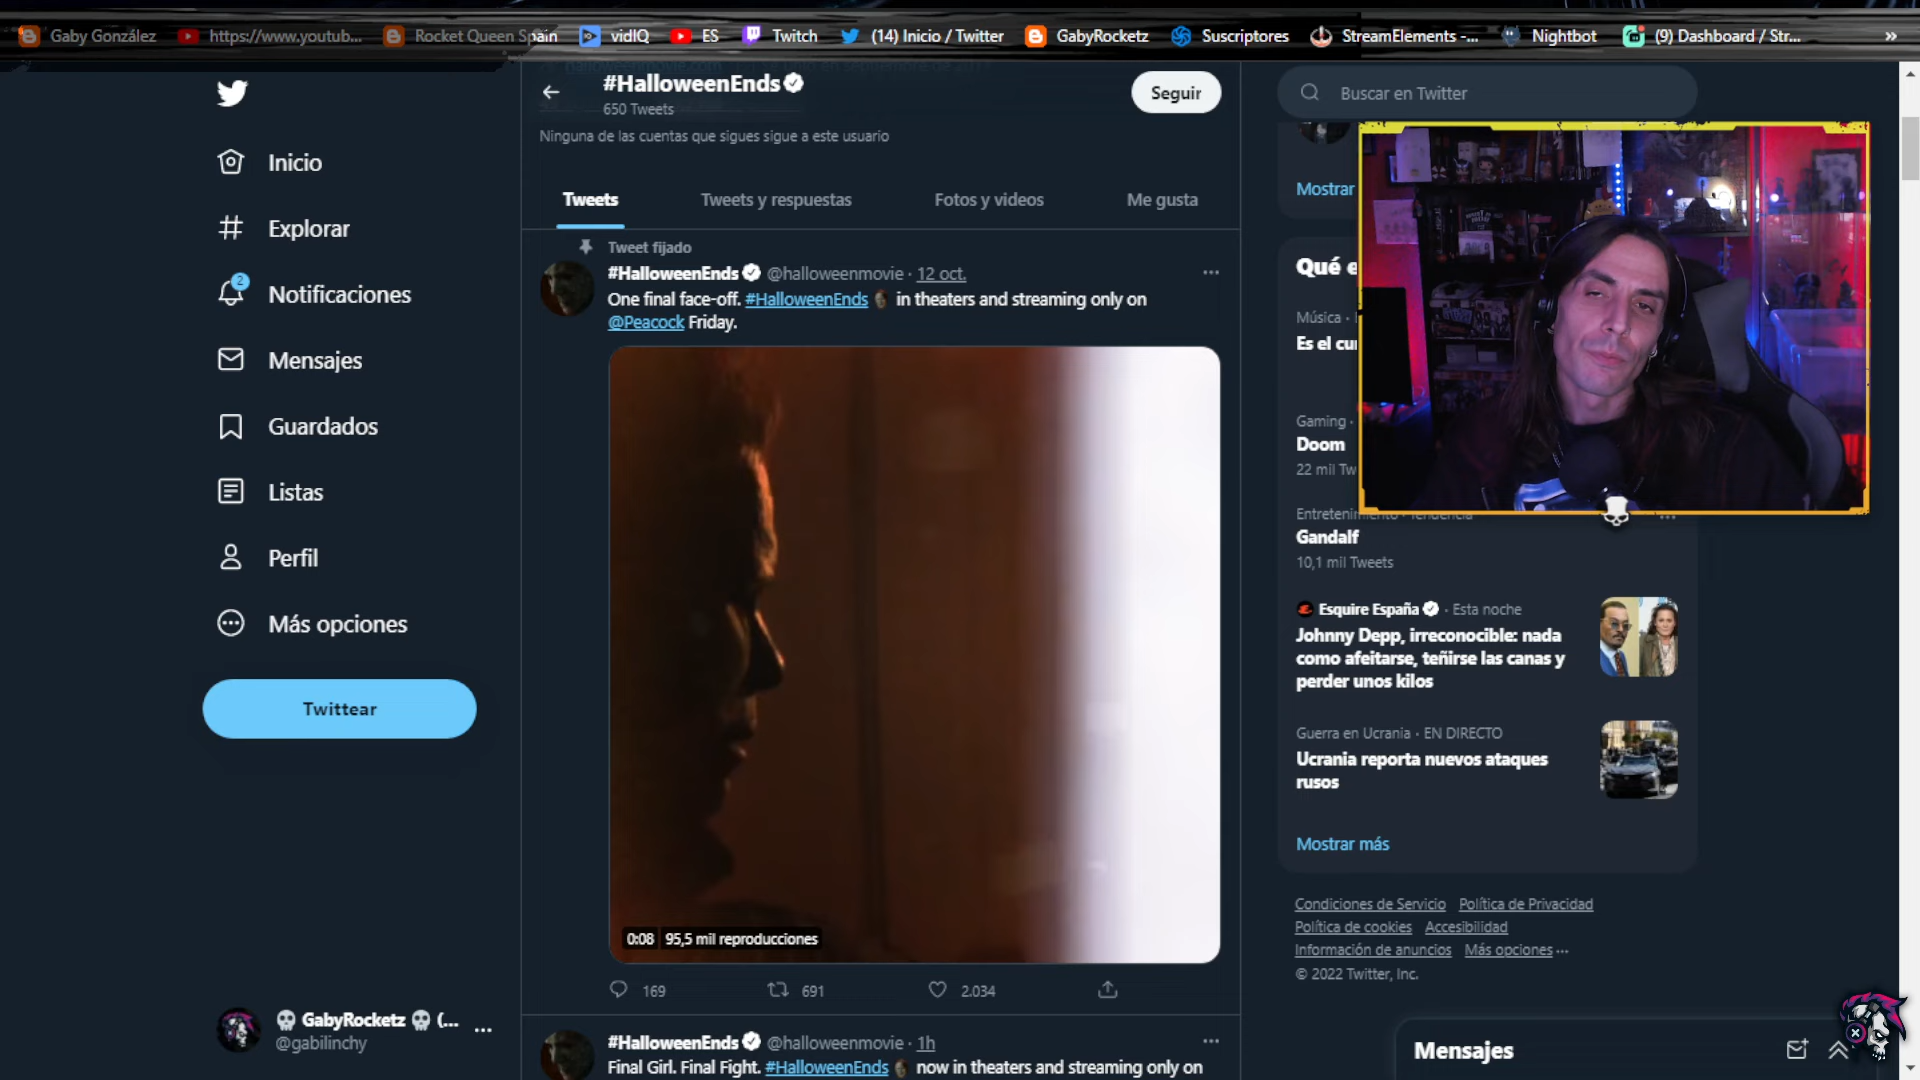 Gaby González
https://www.youtub...
Rocket Queen Spain
vidIQ
ES
Twitch
(14) Inicio / Twitter
GabyRocketz
Suscriptores
StreamElements -...
Nightbot
(9) Dashboard / Str...
»
Inicio
Explorar
2
Notificaciones
Mensajes
Guardados
Listas
Perfil
Más opciones
Twittear
GabyRocketz (...
@gabilinchy
#HalloweenEnds
650 Tweets
Seguir
Ninguna de las cuentas que sigues sigue a este usuario
Tweets
Tweets y respuestas
Fotos y videos
Me gusta
Tweet fijado
#HalloweenEnds @halloweenmovie · 12 oct.
One final face-off. #HalloweenEnds in theaters and streaming only on
@Peacock Friday.
0:08 95,5 mil reproducciones
169
691
2.034
#HalloweenEnds @halloweenmovie · 1h
Final Girl. Final Fight. #HalloweenEnds now in theaters and streaming only on
Buscar en Twitter
Mostrar
Qué e
Música ·
Es el cu
Gaming ·
Doom
22 mil Tw
Entretenimiento · Tendencia
Gandalf
10,1 mil Tweets
Esquire España · Esta noche
Johnny Depp, irreconocible: nada
como afeitarse, teñirse las canas y
perder unos kilos
Guerra en Ucrania · EN DIRECTO
Ucrania reporta nuevos ataques
rusos
Mostrar más
Condiciones de Servicio Política de Privacidad
Política de cookies Accesibilidad
Información de anuncios Más opciones ···
© 2022 Twitter, Inc.
Mensajes